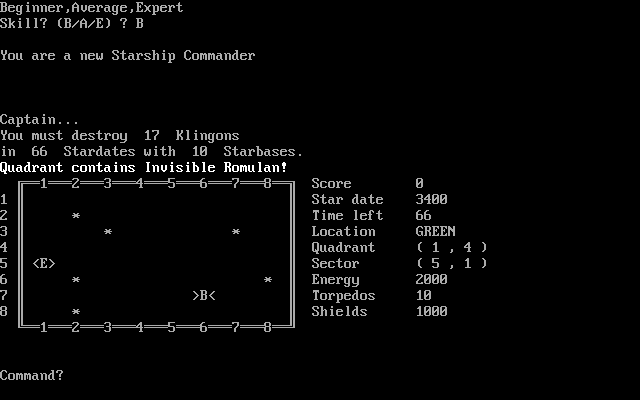 Beginner,Average,Expert
Skill? (B/A/E) ? B
You are a new Starship Commander
Captain...
You must destroy  17  Klingons
in  66  Stardates with  10  Starbases.
Quadrant contains Invisible Romulan!
1 2 3 4 5 6 7 8 Score 0
1 Star date 3400
2 * Time left 66
3 * * Location GREEN
4 Quadrant ( 1 , 4 )
5 <E> Sector ( 5 , 1 )
6 * * Energy 2000
7 >B< Torpedos 10
8 * Shields 1000
1 2 3 4 5 6 7 8
Command?